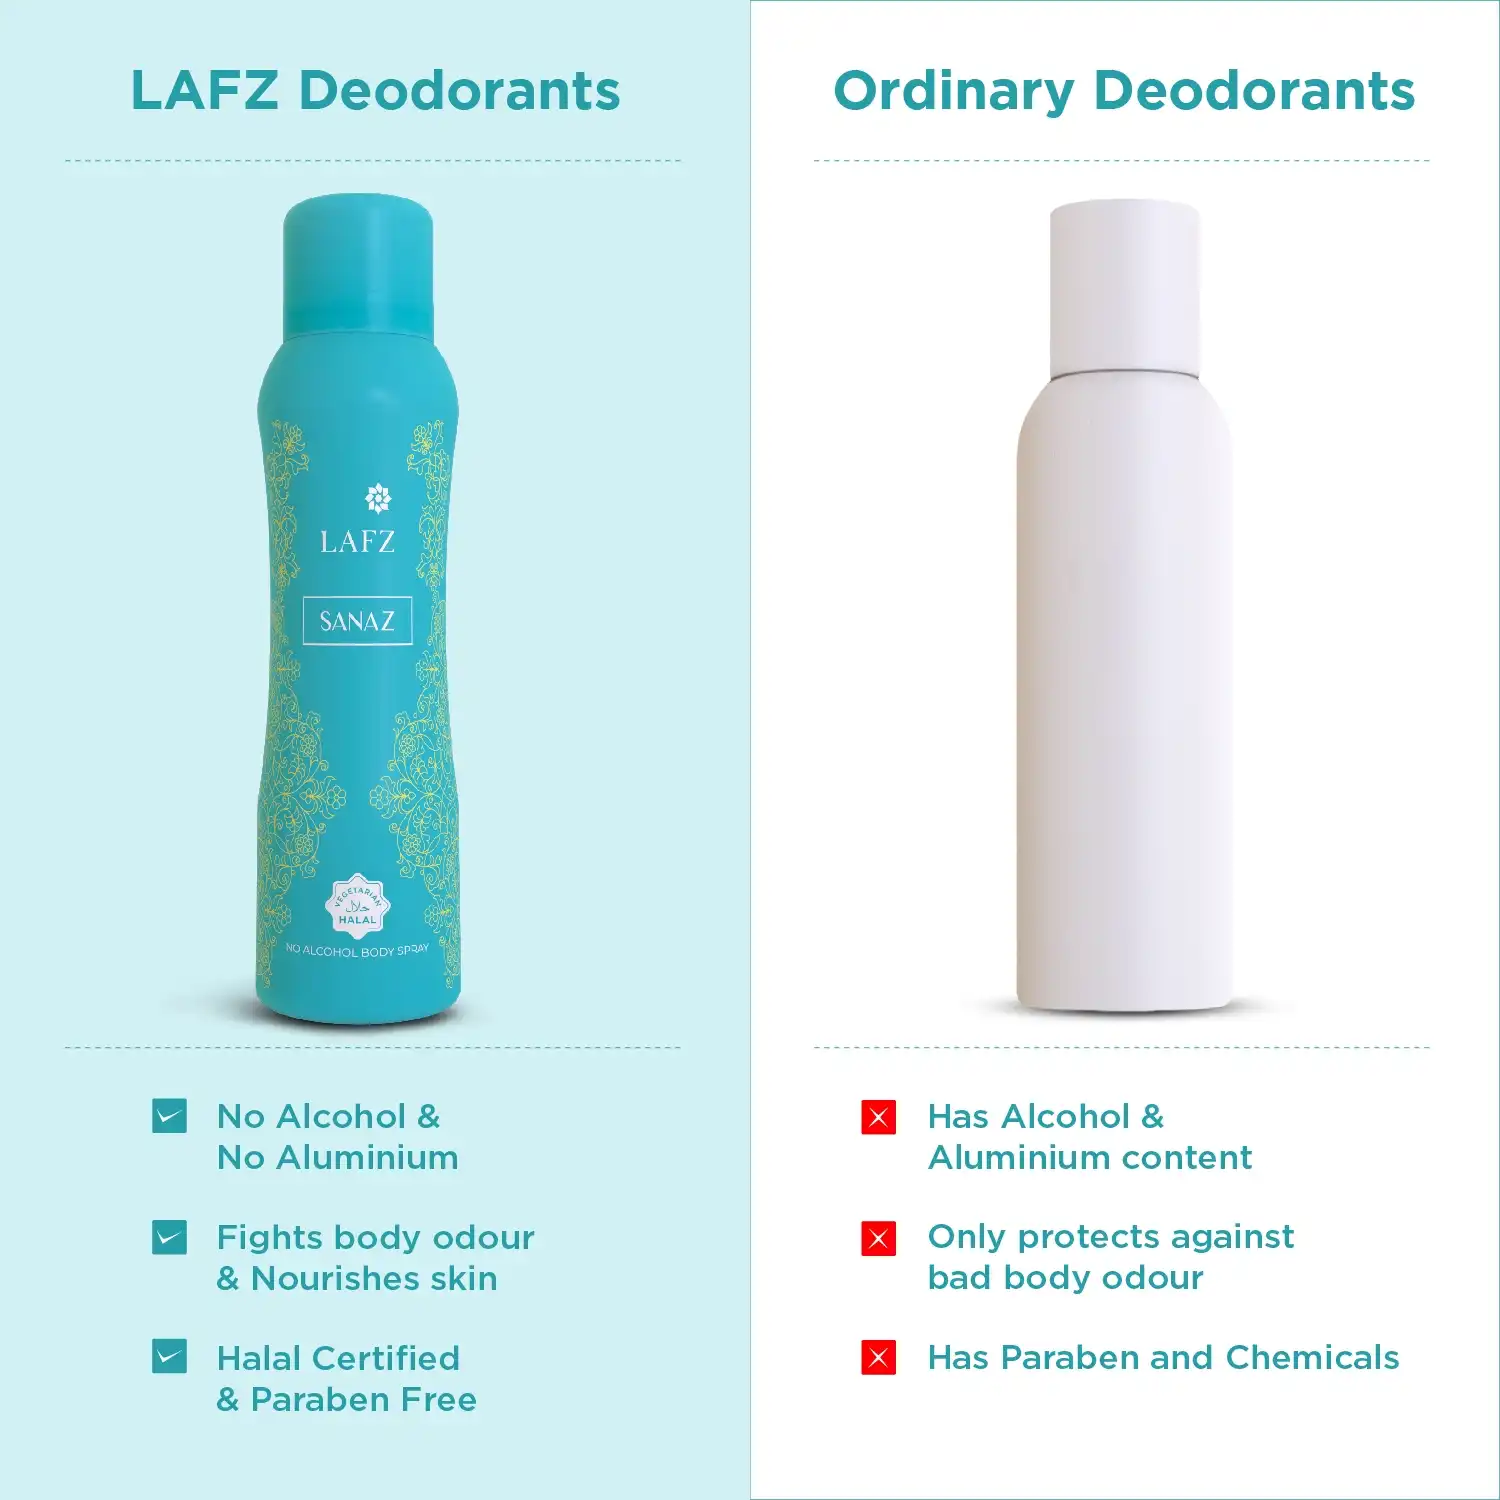 LAFZ Deodorants
LAFZ
SANAZ
VEGETARIAN
حلال
HALAL
NO ALCOHOL BODY SPRAY
No Alcohol &
No Aluminium
Fights body odour
& Nourishes skin
Halal Certified
& Paraben Free
Ordinary Deodorants
Has Alcohol &
Aluminium content
Only protects against
bad body odour
Has Paraben and Chemicals